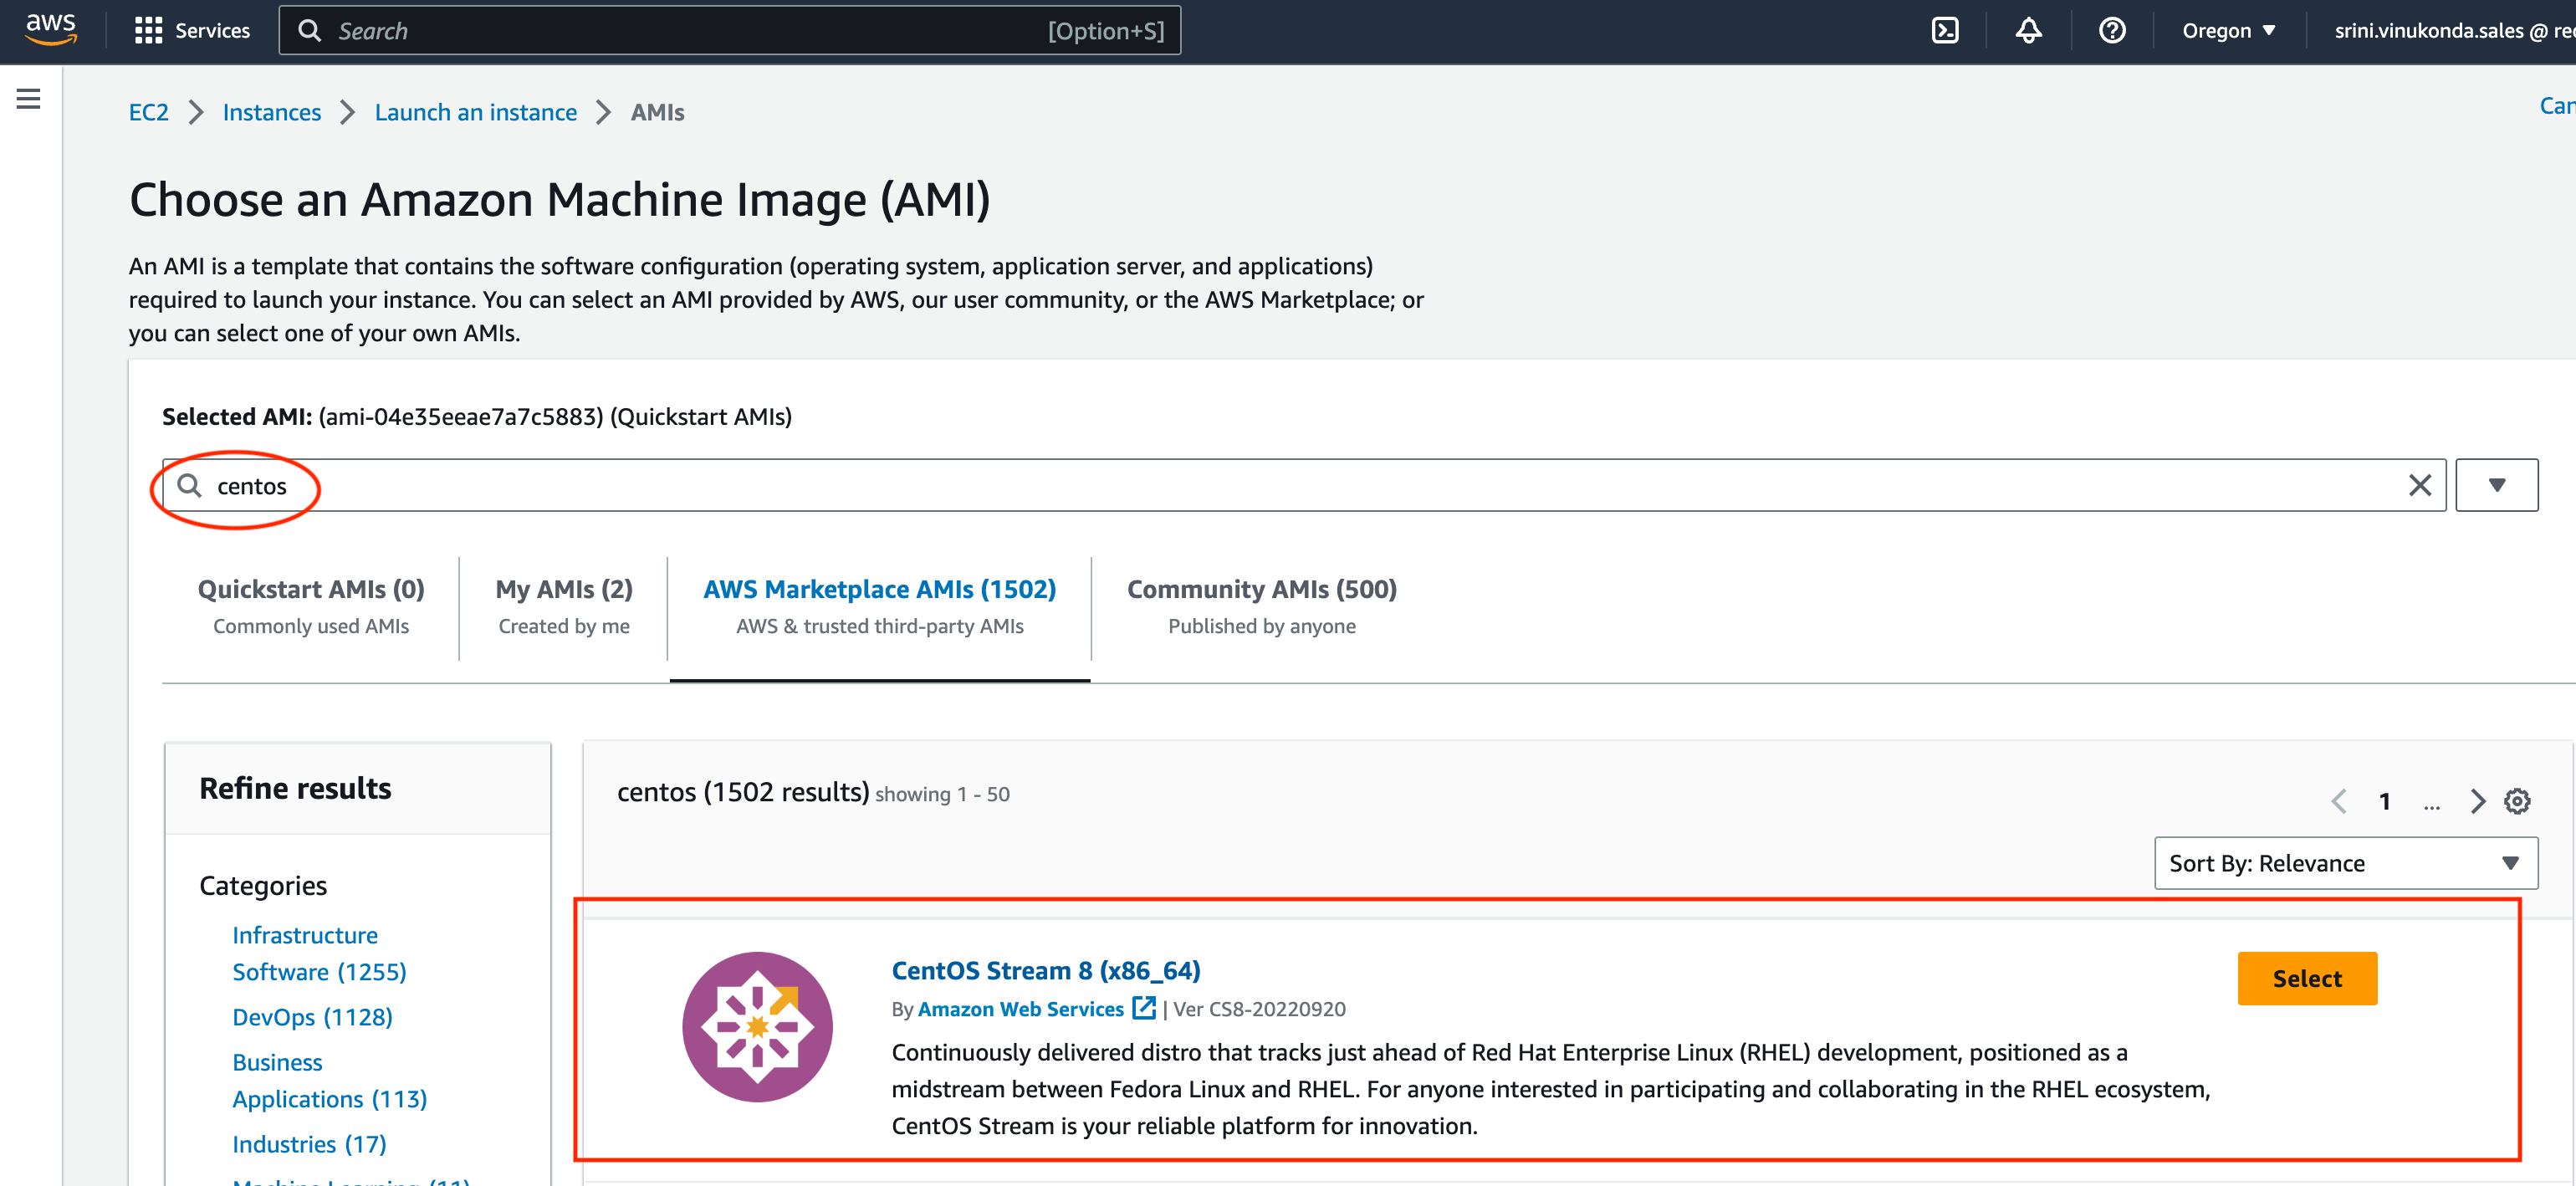 aws
Services
Search
[Option+S]
Oregon
srini.vinukonda.sales @ re
EC2 Instances Launch an instance AMIs
Can
Choose an Amazon Machine Image (AMI)
An AMI is a template that contains the software configuration (operating system, application server, and applications)
required to launch your instance. You can select an AMI provided by AWS, our user community, or the AWS Marketplace; or
you can select one of your own AMIs.
Selected AMI: (ami-04e35eeae7a7c5883) (Quickstart AMIs)
centos
Quickstart AMIs (0)
Commonly used AMIs
My AMIs (2)
Created by me
AWS Marketplace AMIs (1502)
AWS & trusted third-party AMIs
Community AMIs (500)
Published by anyone
Refine results
Categories
Infrastructure
Software (1255)
DevOps (1128)
Business
Applications (113)
Industries (17)
Machine Learning (11)
centos (1502 results) showing 1 - 50
1 ...
Sort By: Relevance
CentOS Stream 8 (x86_64)
By Amazon Web Services | Ver CS8-20220920
Continuously delivered distro that tracks just ahead of Red Hat Enterprise Linux (RHEL) development, positioned as a
midstream between Fedora Linux and RHEL. For anyone interested in participating and collaborating in the RHEL ecosystem,
CentOS Stream is your reliable platform for innovation.
Select